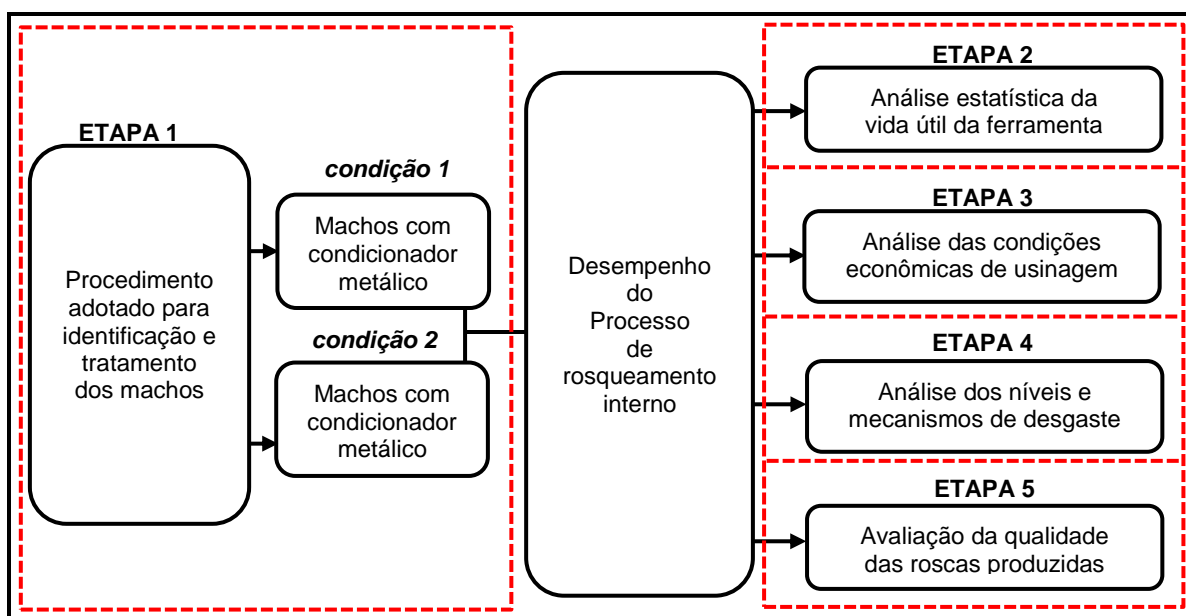 ETAPA 1
Procedimento
adotado para
identificação e
tratamento
dos machos
condição 1
Machos com
condicionador
metálico
condição 2
Machos com
condicionador
metálico
Desempenho
do
Processo
de
rosqueamento
interno
ETAPA 2
Análise estatística da
vida útil da ferramenta
ETAPA 3
Análise das condições
econômicas de usinagem
ETAPA 4
Análise dos níveis e
mecanismos de desgaste
ETAPA 5
Avaliação da qualidade
das roscas produzidas